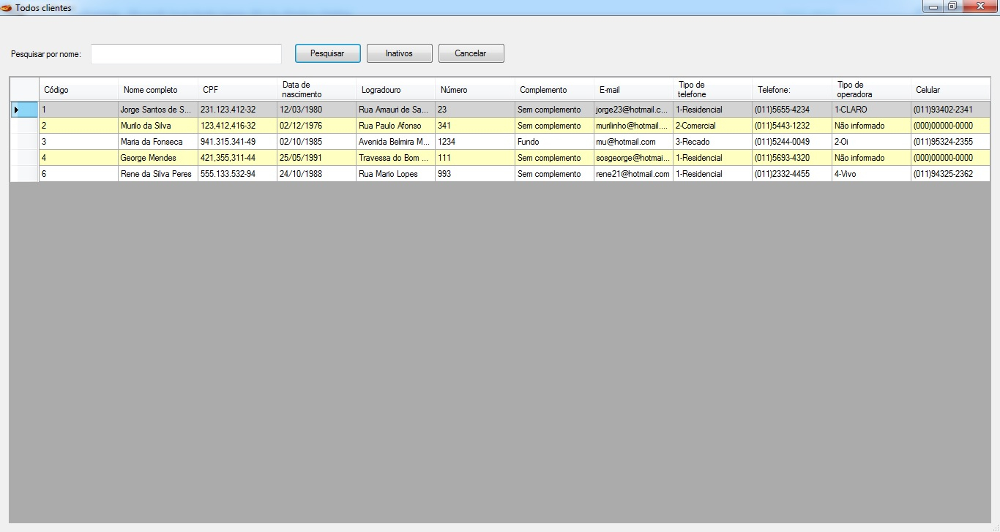 Todos clientes
Pesquisar por nome: Pesquisar Inativos Cancelar
Código Nome completo CPF Data de nascimento Logradouro Número Complemento E-mail Tipo de telefone Telefone: Tipo de operadora Celular
1 Jorge Santos de S... 231.123.412-32 12/03/1980 Rua Amauri de Sa... 23 Sem complemento jorge23@hotmail.c... 1-Residencial (011)5655-4234 1-CLARO (011)93402-2341
2 Murilo da Silva 123,412,416-32 02/12/1976 Rua Paulo Afonso 341 Sem complemento murilinho@hotmail.... 2-Comercial (011)5443-1232 Não informado (000)00000-0000
3 Maria da Fonseca 941.315.341-49 02/10/1985 Avenida Belmira M... 1234 Fundo mu@hotmail.com 3-Recado (011)5244-0049 2-Oi (011)95324-2355
4 George Mendes 421,355,311-44 25/05/1991 Travessa do Bom ... 111 Sem complemento sosgeorge@hotmai... 1-Residencial (011)5693-4320 Não informado (000)00000-0000
6 Rene da Silva Peres 555.133.532-94 24/10/1988 Rua Mario Lopes 993 Sem complemento rene21@hotmail.com 1-Residencial (011)2332-4455 4-Vivo (011)94325-2362